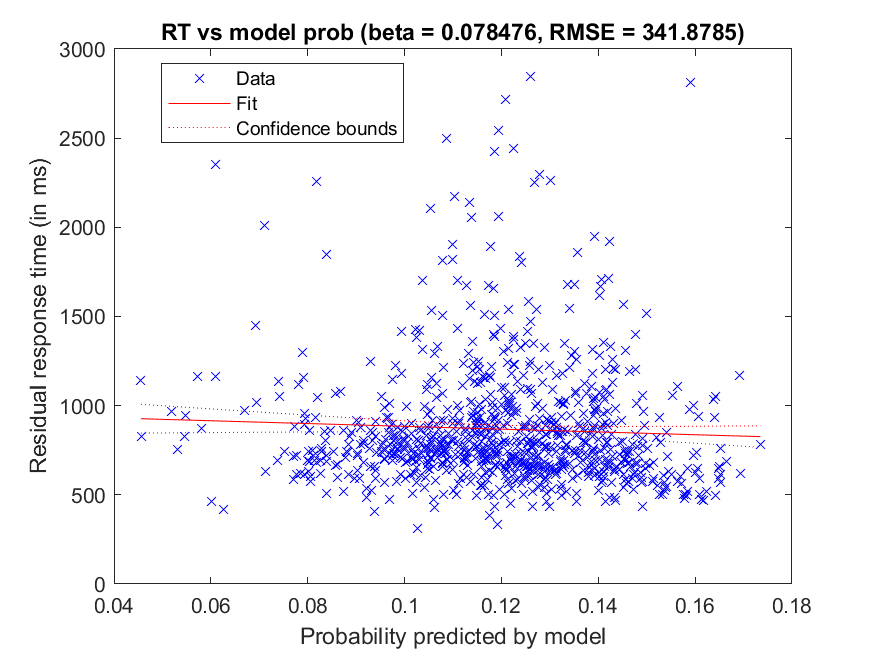 RT vs model prob (beta = 0.078476, RMSE = 341.8785)
3000
2500
2000
1500
1000
500
0
Residual response time (in ms)
Data
Fit
Confidence bounds
0.04 0.06 0.08 0.1 0.12 0.14 0.16 0.18
Probability predicted by model